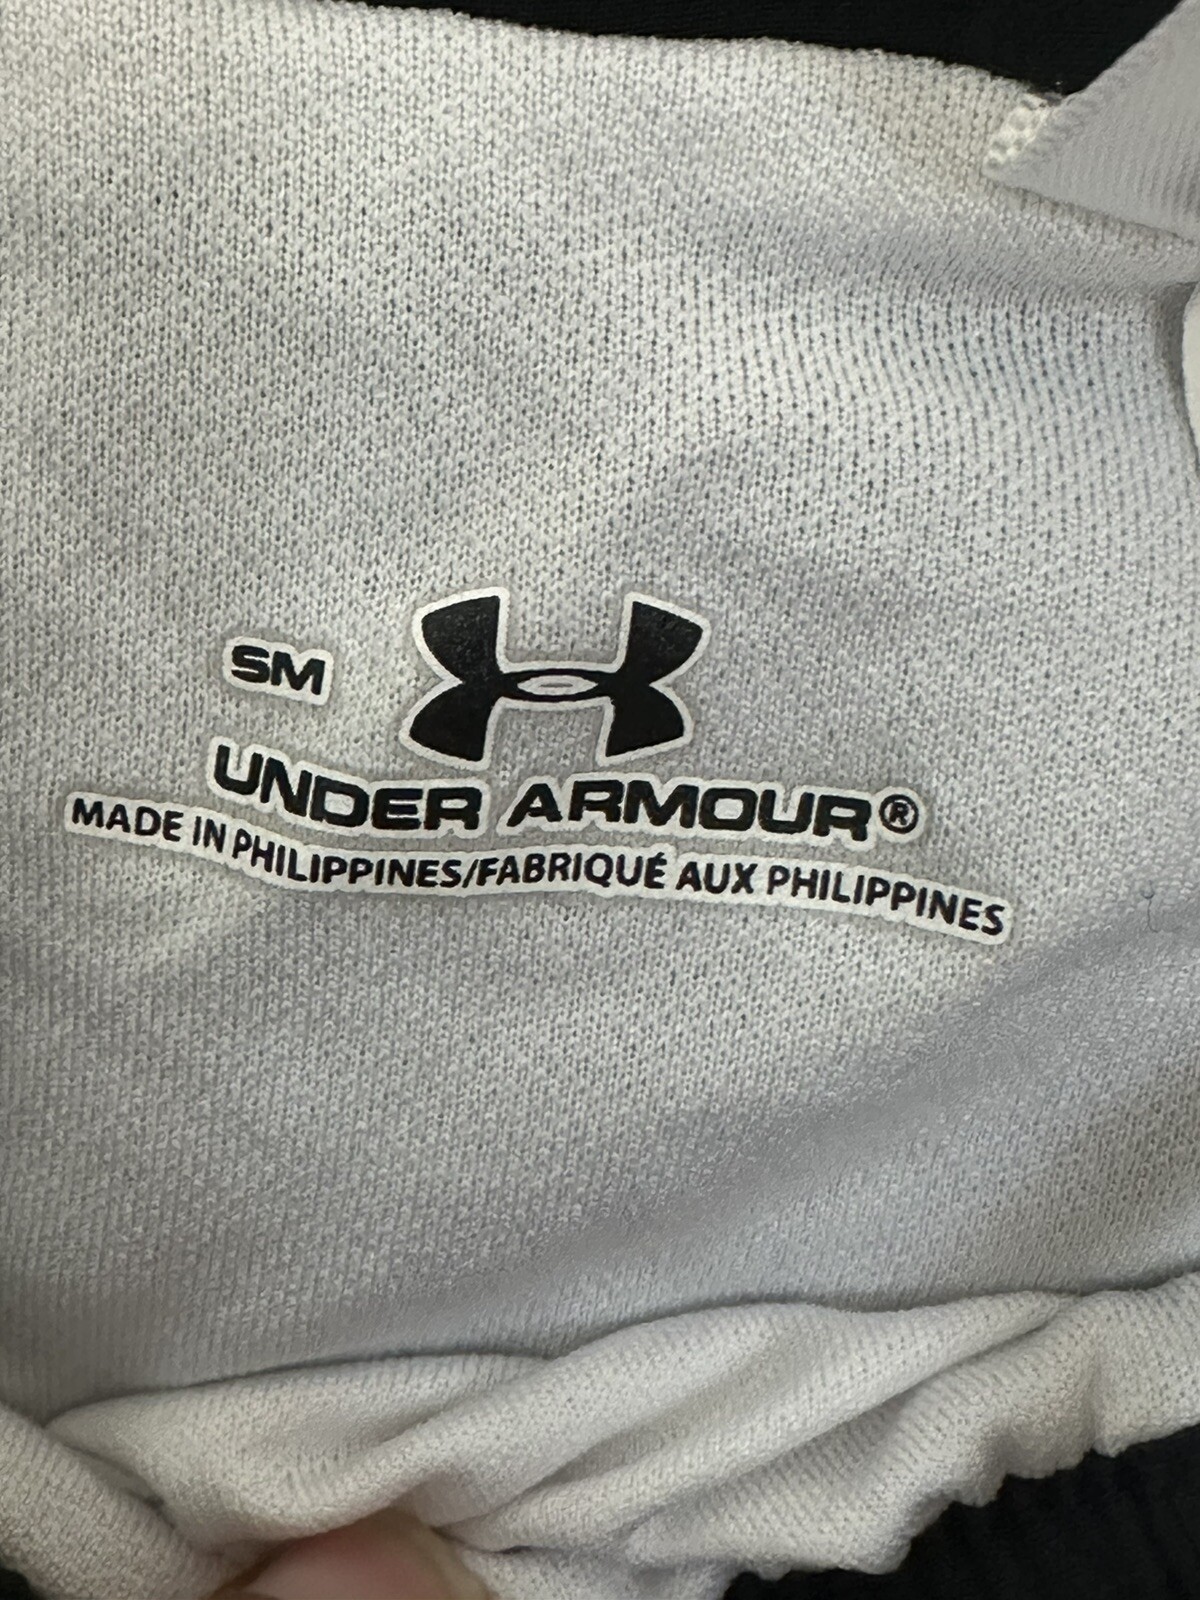 SM
UNDER ARMOUR®
MADE IN PHILIPPINES/FABRIQUÉ AUX PHILIPPINES